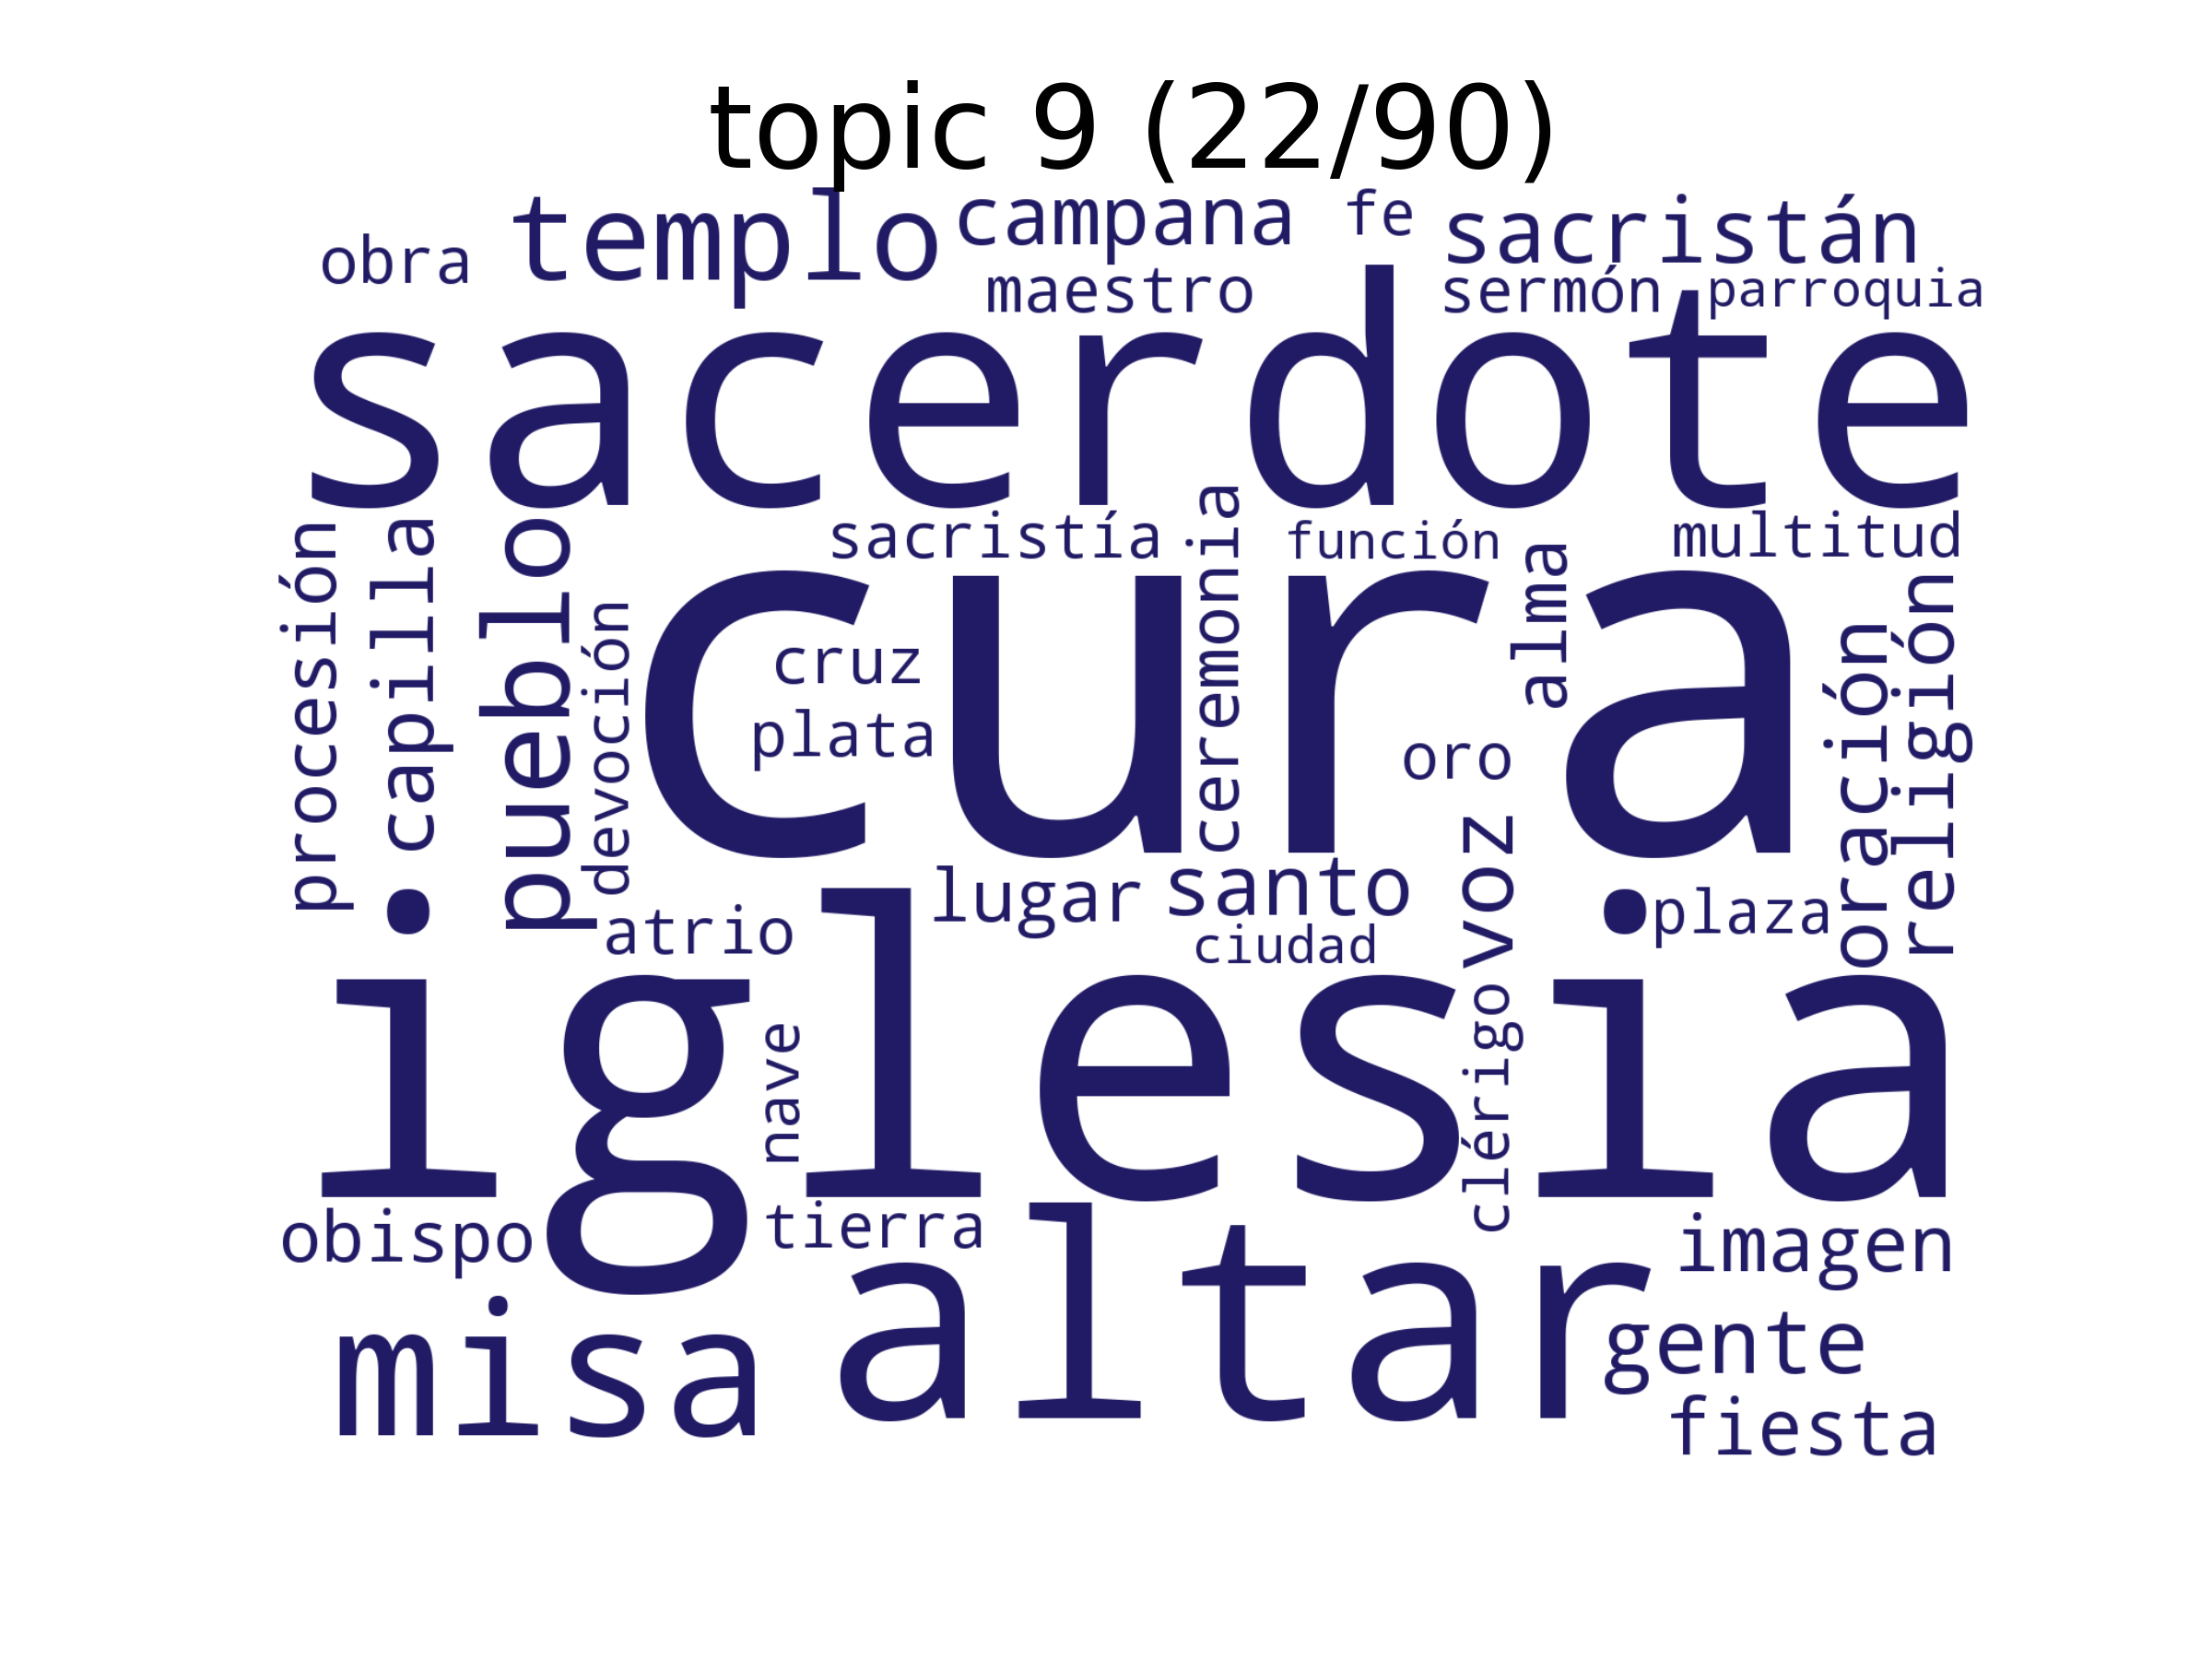 topic 9 (22/90)
obra templo campana fe sacristán
maestro sermón parroquia
sacerdote
procesión capilla pueblo devoción sacristía ceremonia función alma multitud
cura
cruz
plata oro
oración religión
lugar santo voz plaza
atrio ciudad
iglesia
nave clérigo
obispo tierra imagen
misa altar gente
fiesta